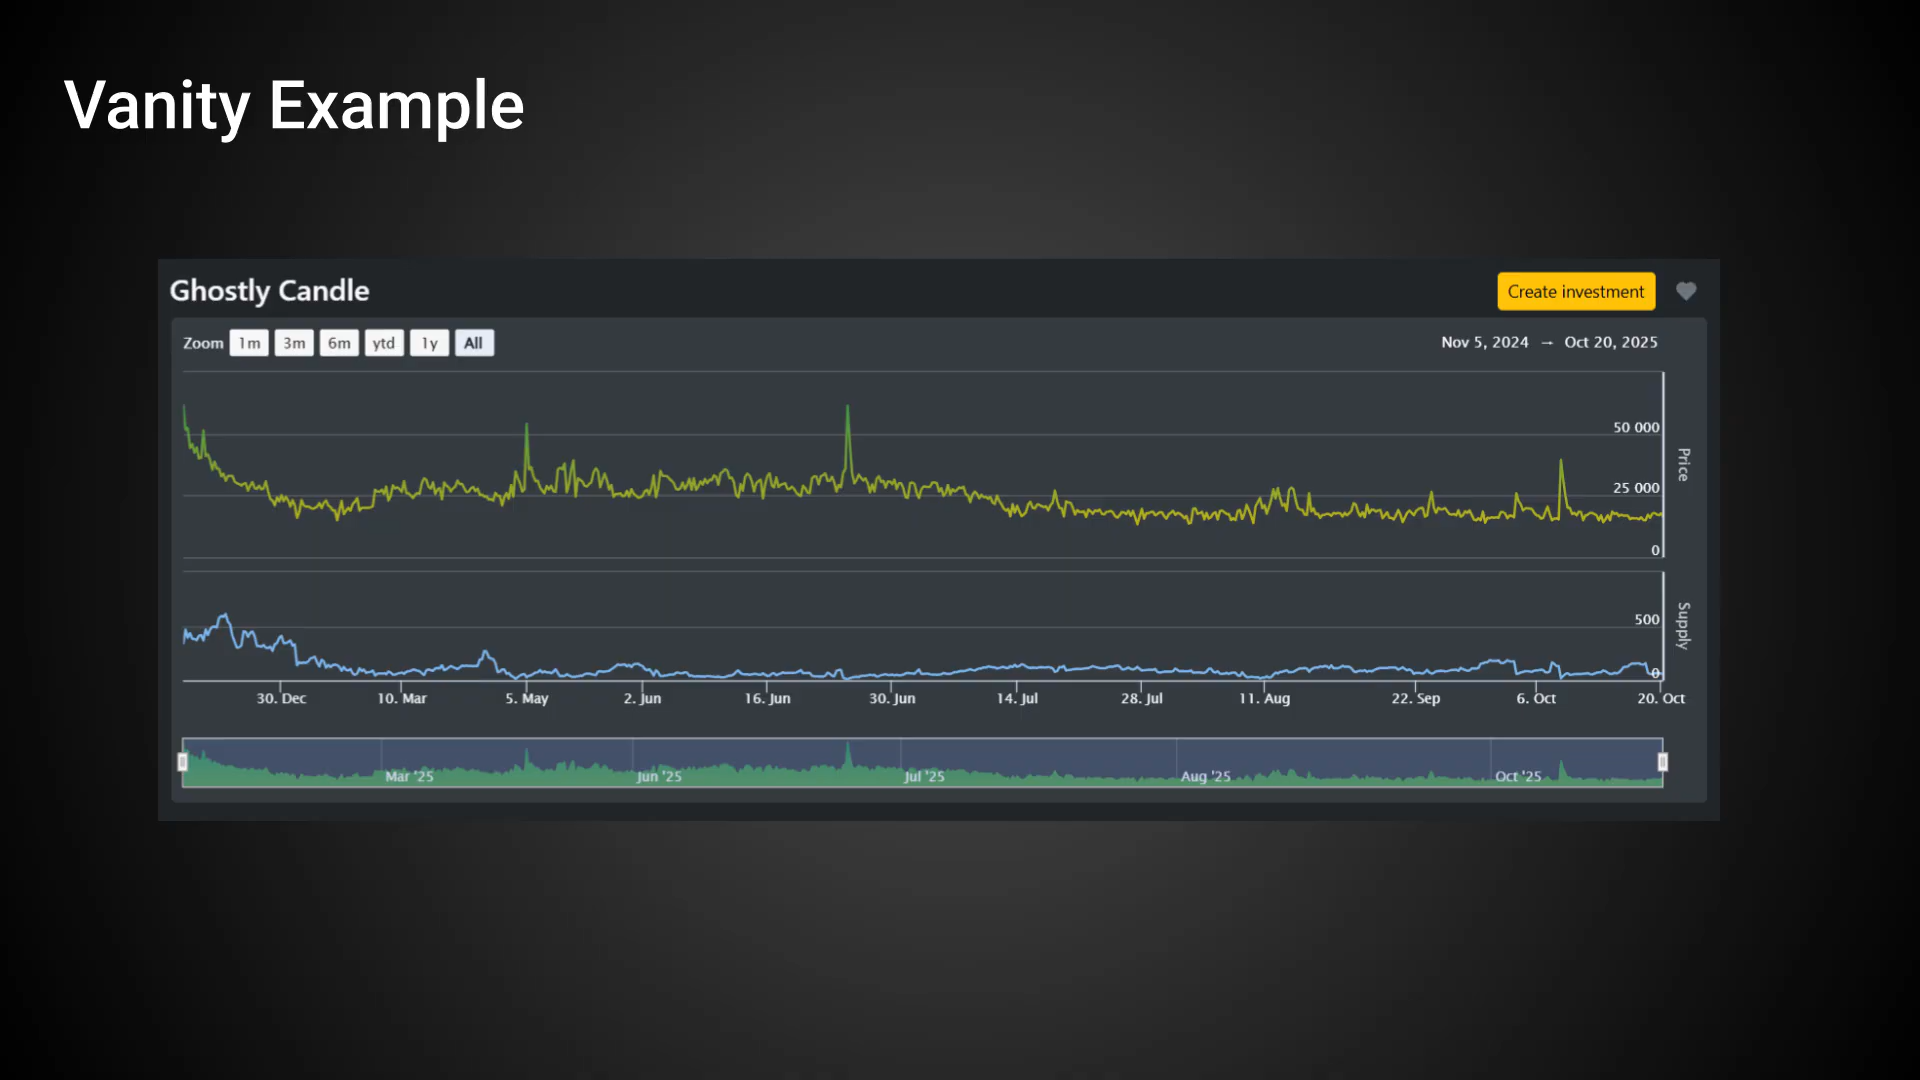 Vanity Example
Ghostly Candle
Create investment
Zoom 1m 3m 6m ytd 1y All
Nov 5, 2024 → Oct 20, 2025
50 000
25 000
0
Price
500
0
Supply
30. Dec 10. Mar 5. May 2. Jun 16. Jun 30. Jun 14. Jul 28. Jul 11. Aug 22. Sep 6. Oct 20. Oct
Mar '25 Jun '25 Jul '25 Aug '25 Oct '25